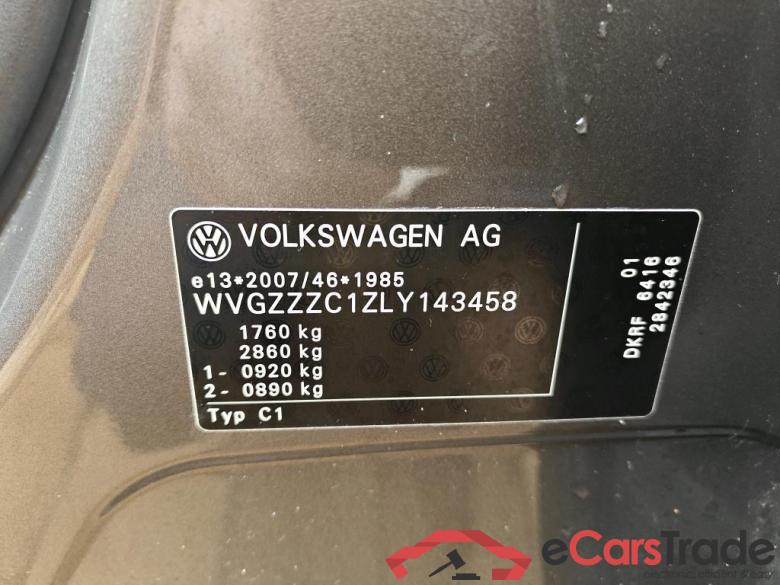 VOLKSWAGEN AG
e13*2007/46*1985
WVGZZZC1ZLY143458
1760 kg
2860 kg
1- 0920 kg
2- 0890 kg
Typ C1
01
DKRF 6416
2842346
eCarsTrade